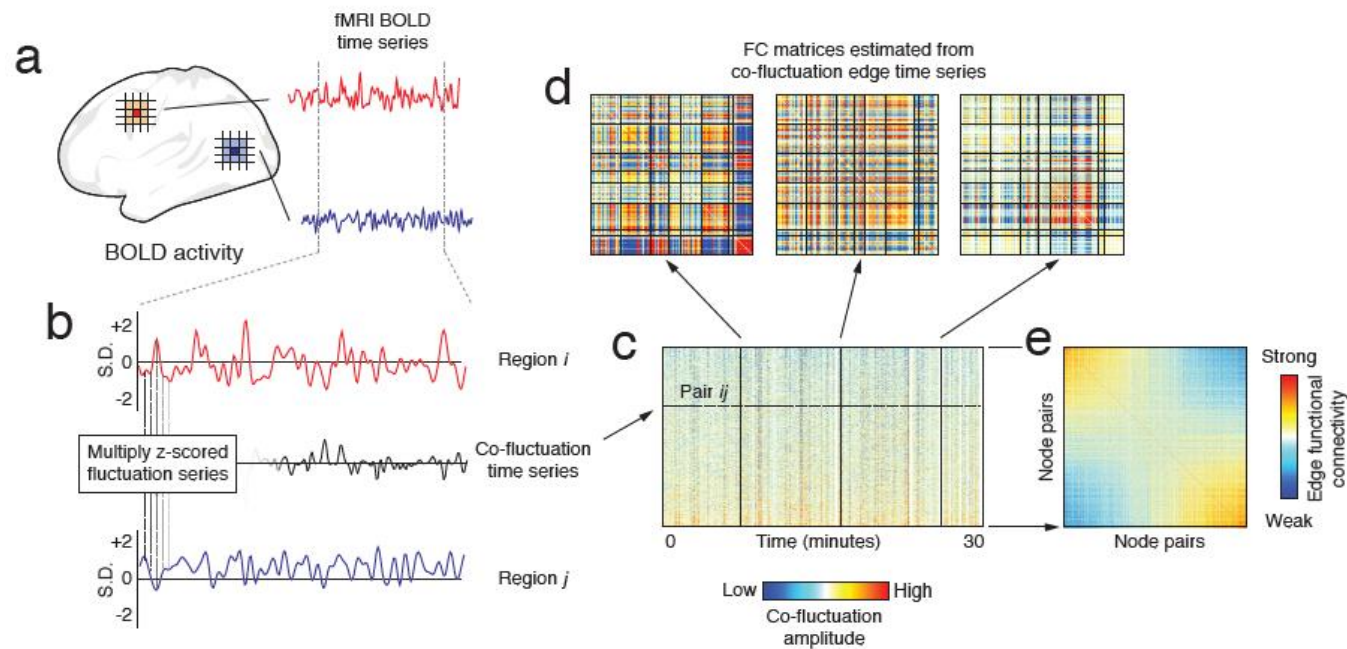 a
fMRI BOLD
time series
BOLD activity
b
S.D.
+2
0
-2
Region i
Multiply z-scored
fluctuation series
Co-fluctuation
time series
S.D.
+2
0
-2
Region j
d
FC matrices estimated from
co-fluctuation edge time series
c
Pair ij
0
Time (minutes)
30
Low
High
Co-fluctuation
amplitude
e
Node pairs
Node pairs
Strong
Weak
Edge functional
connectivity